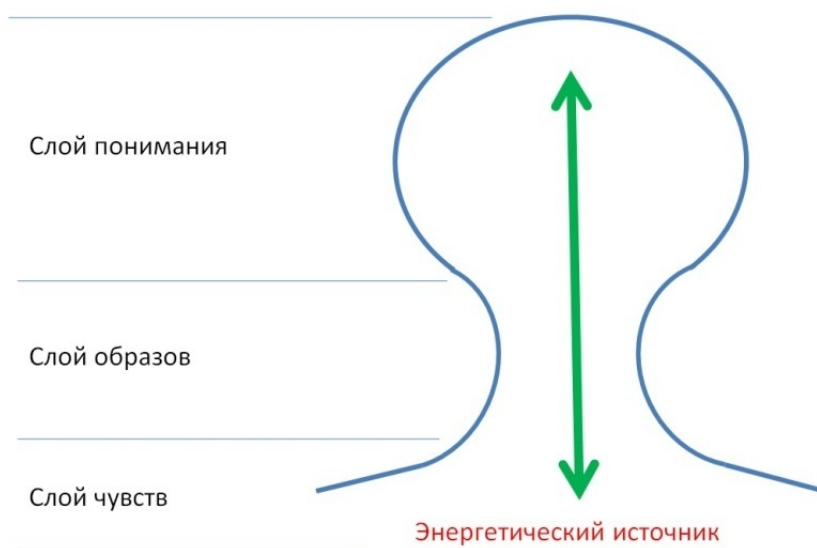 Слой понимания
Слой образов
Слой чувств
Энергетический источник